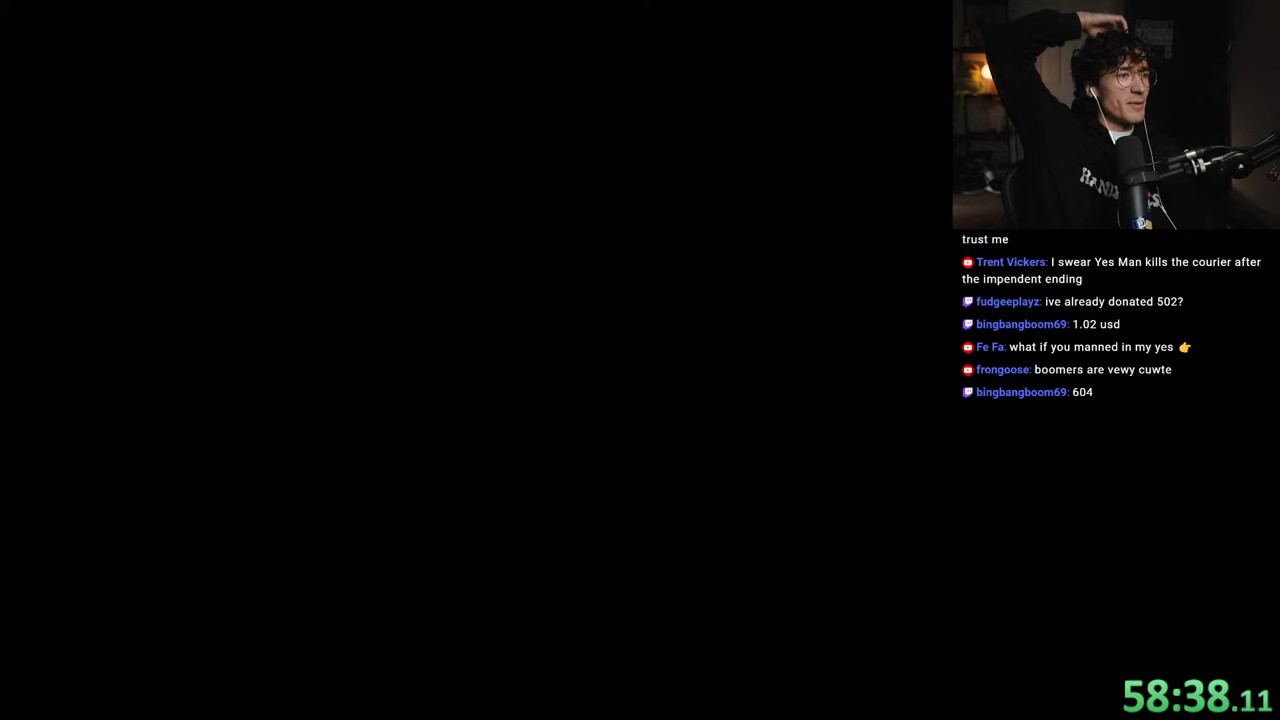 trust me
Trent Vickers: I swear Yes Man kills the courier after
the impendent ending
fudgeeplayz: ive already donated 502?
bingbangboom69: 1.02 usd
Fe Fa: what if you manned in my yes 👉
frongoose: boomers are vewy cuwte
bingbangboom69: 604
58:38.11